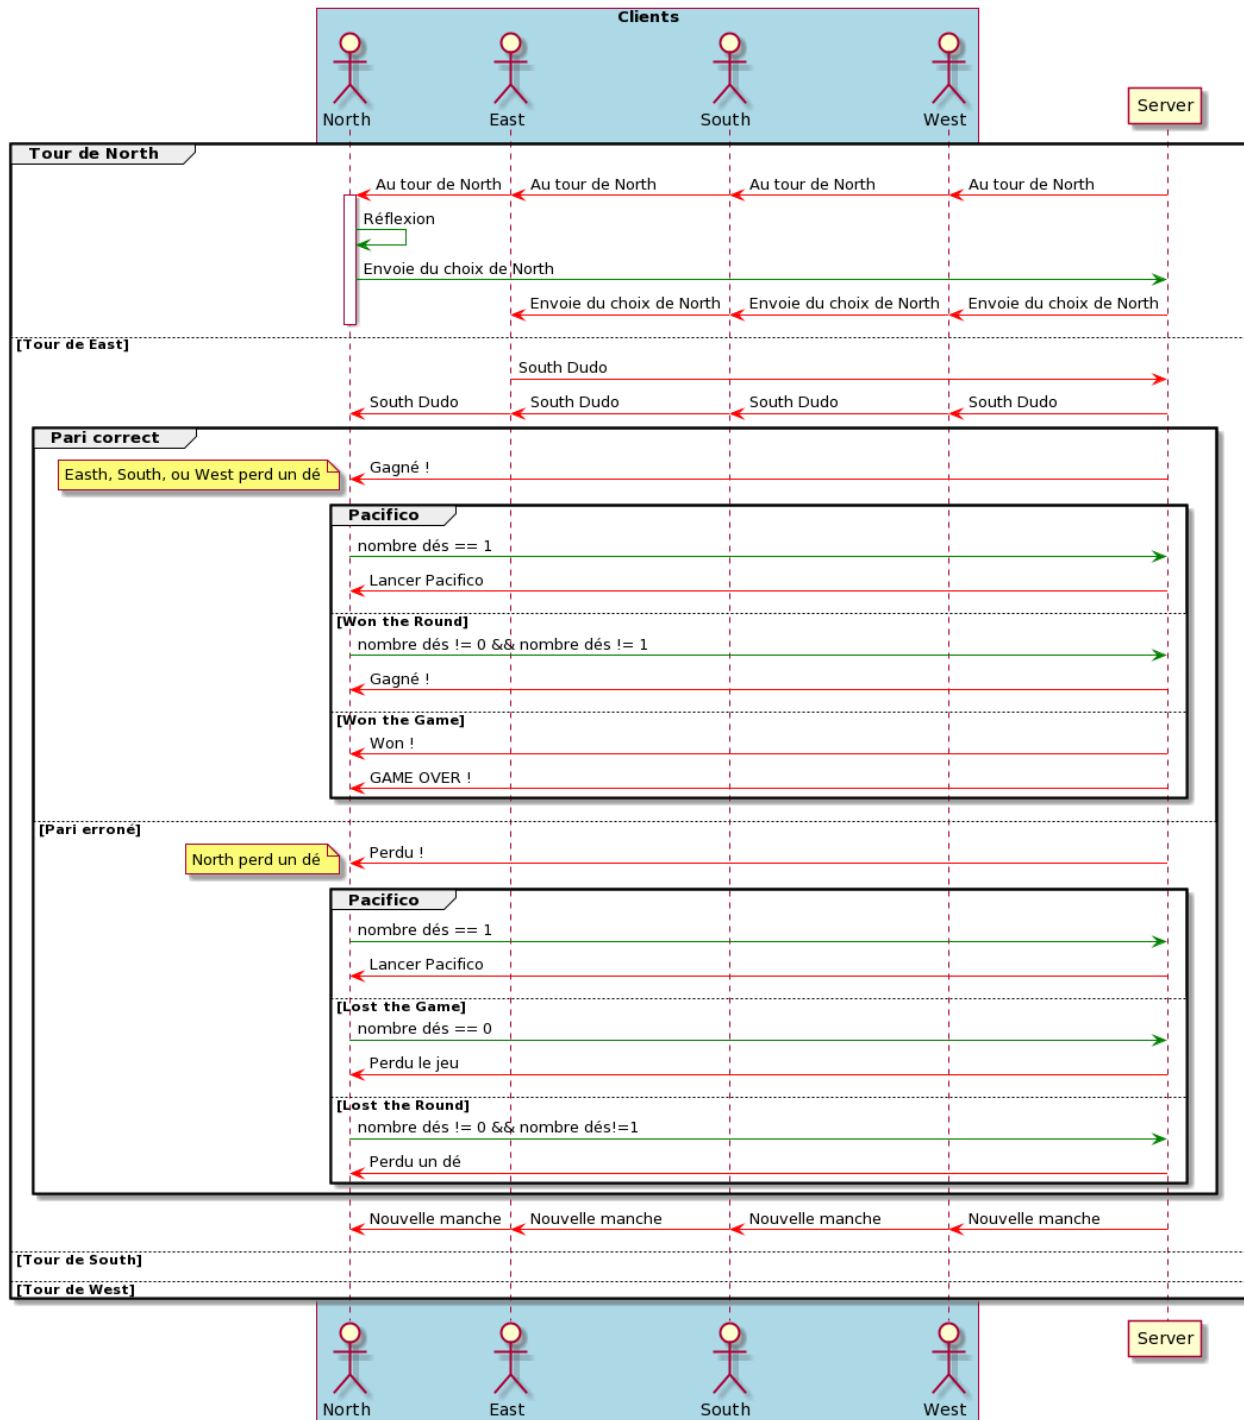 Clients
North East South West Server
Tour de North
Au tour de North Au tour de North Au tour de North Au tour de North
Réflexion
Envoie du choix de North
Envoie du choix de North Envoie du choix de North Envoie du choix de North
[Tour de East]
South Dudo
South Dudo South Dudo South Dudo South Dudo
Pari correct
Easth, South, ou West perd un dé Gagné !
Pacifico
nombre dés == 1
Lancer Pacifico
[Won the Round]
nombre dés != 0 && nombre dés != 1
Gagné !
[Won the Game]
Won !
GAME OVER !
[Pari erroné]
North perd un dé Perdu !
Pacifico
nombre dés == 1
Lancer Pacifico
[Lost the Game]
nombre dés == 0
Perdu le jeu
[Lost the Round]
nombre dés != 0 && nombre dés!=1
Perdu un dé
Nouvelle manche Nouvelle manche Nouvelle manche Nouvelle manche
[Tour de South]
[Tour de West]
North East South West Server